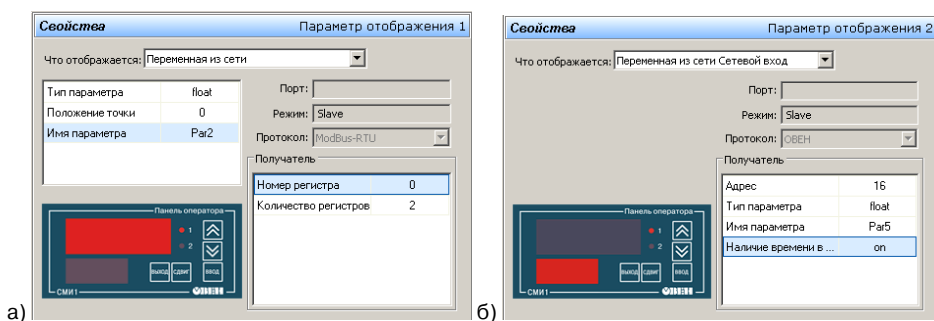 Свойства Параметр отображения 1
Что отображается: Переменная из сети
Тип параметра float
Положение точки 0
Имя параметра Par2
Порт:
Режим: Slave
Протокол: ModBus-RTU
Получатель
Номер регистра 0
Количество регистров 2
Панель оператора
1
2
ВЫХОД СДВИГ ВВОД
СМИ1 ОВЕН
а)
Свойства Параметр отображения 2
Что отображается: Переменная из сети Сетевой вход
Порт:
Режим: Slave
Протокол: ОВЕН
Получатель
Адрес 16
Тип параметра float
Имя параметра Par5
Наличие времени в ... on
Панель оператора
1
2
ВЫХОД СДВИГ ВВОД
СМИ1 ОВЕН
б)